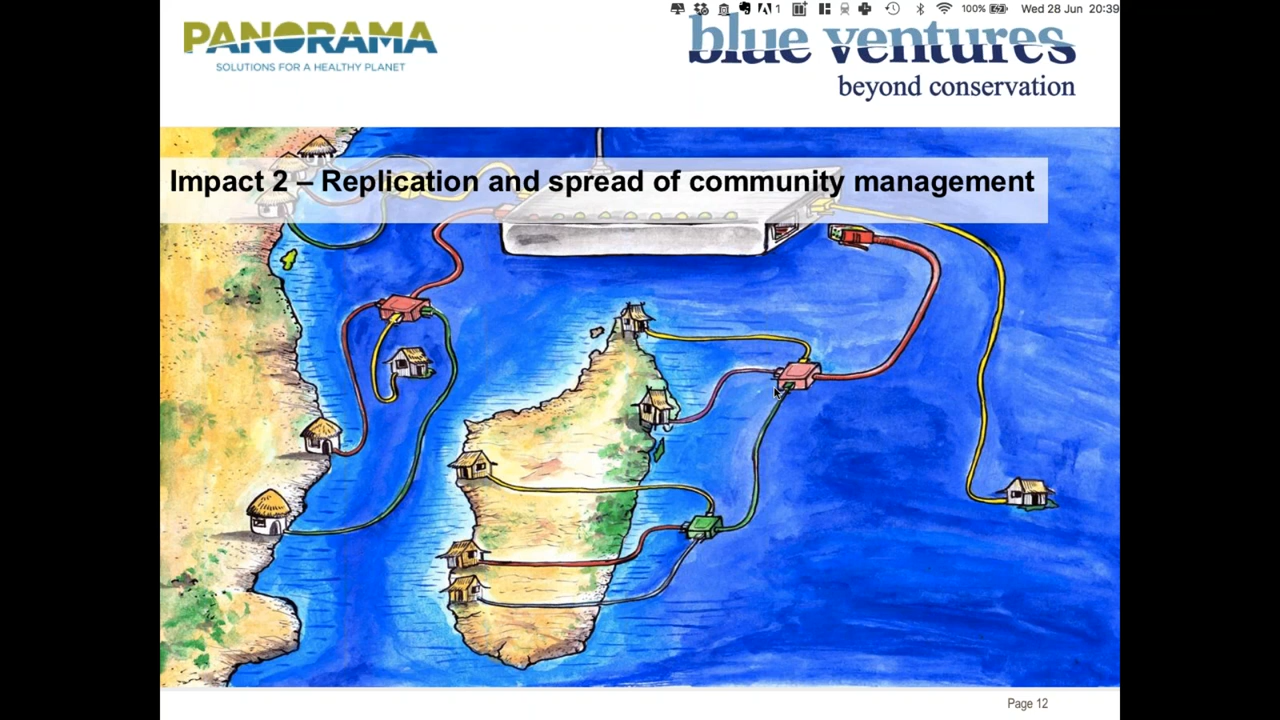 100%
Wed 28 Jun 20:39
PANORAMA
SOLUTIONS FOR A HEALTHY PLANET
blue ventures
beyond conservation
Impact 2 – Replication and spread of community management
Page 12